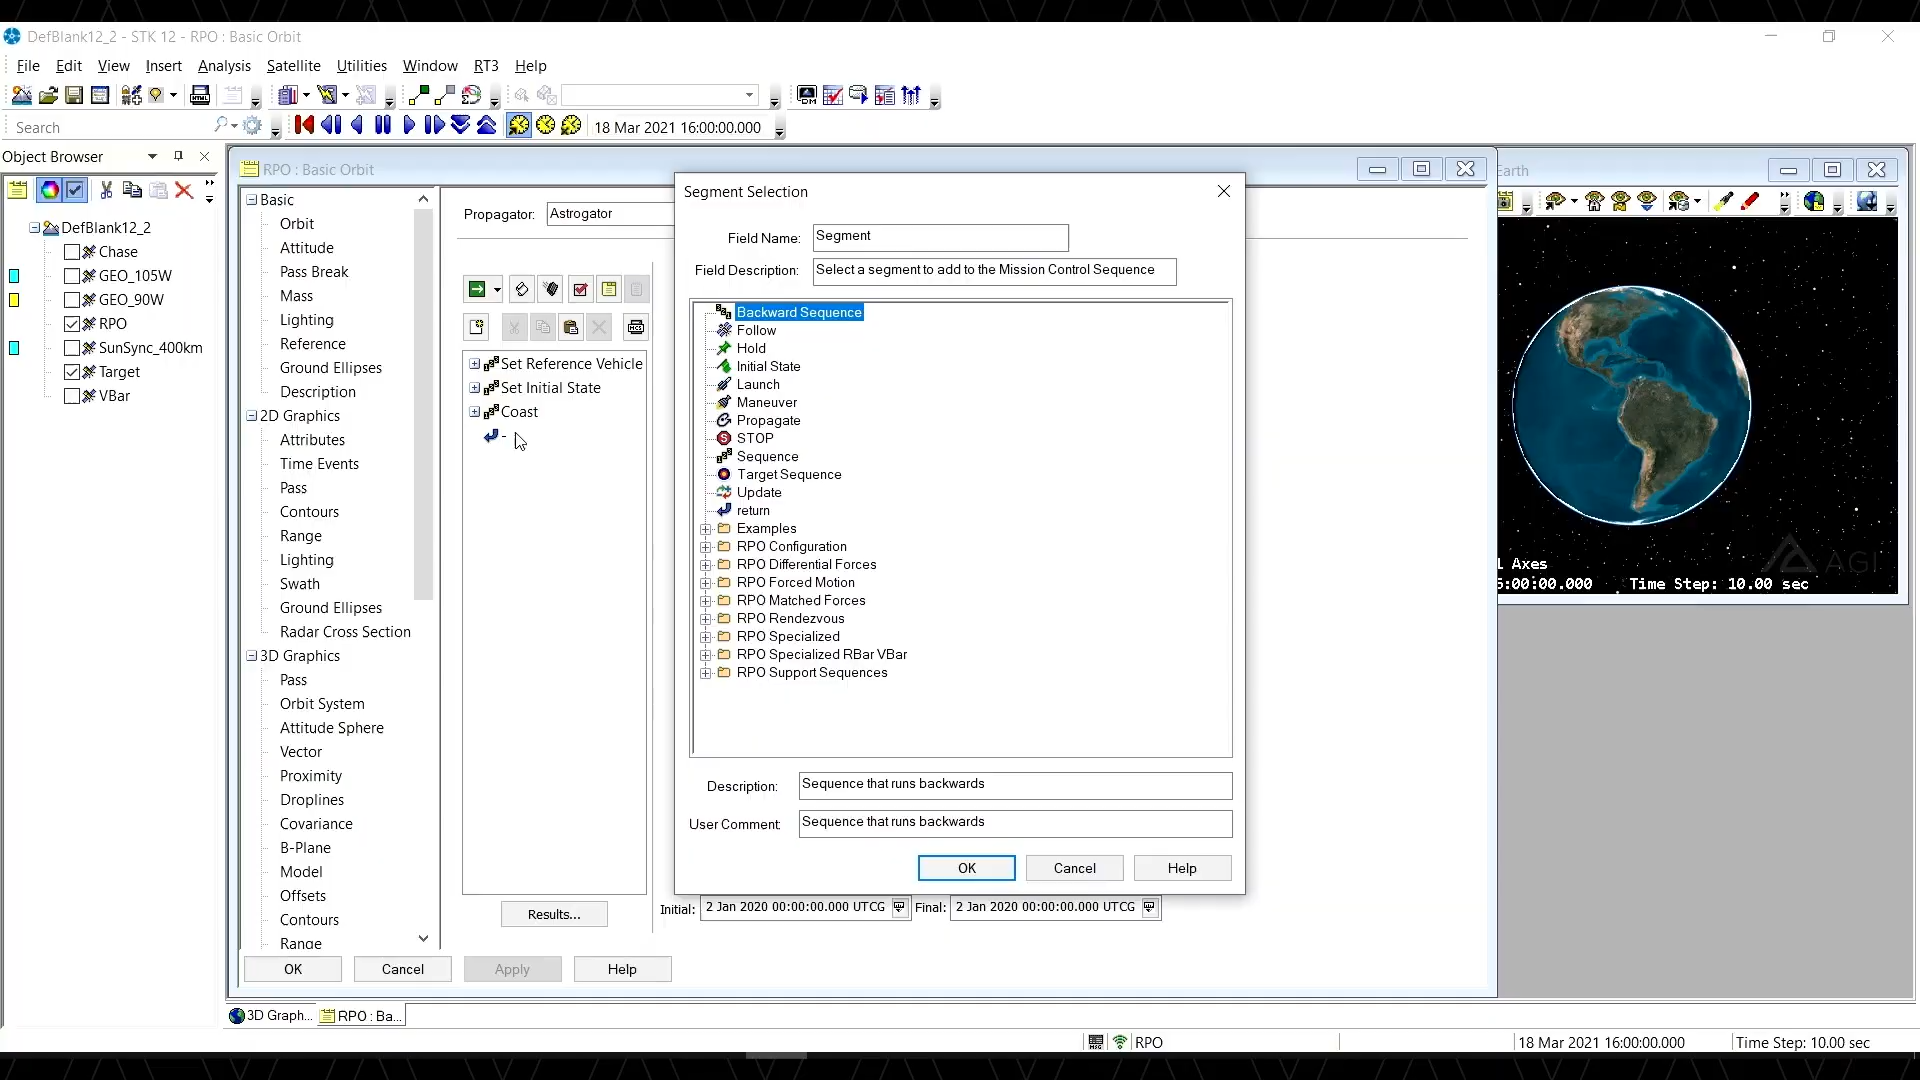 DefBlank12_2 - STK 12 - RPO : Basic Orbit
File Edit View Insert Analysis Satellite Utilities Window RT3 Help
Search
18 Mar 2021 16:00:00.000
Object Browser
DefBlank12_2
Chase
GEO_105W
GEO_90W
RPO
SunSync_400km
Target
VBar
RPO : Basic Orbit
Basic
Orbit
Attitude
Pass Break
Mass
Lighting
Reference
Ground Ellipses
Description
2D Graphics
Attributes
Time Events
Pass
Contours
Range
Lighting
Swath
Ground Ellipses
Radar Cross Section
3D Graphics
Pass
Orbit System
Attitude Sphere
Vector
Proximity
Droplines
Covariance
B-Plane
Model
Offsets
Contours
Range
OK Cancel Apply Help
Propagator: Astrogator
MCS
Set Reference Vehicle
Set Initial State
Coast
-
Results...
Initial: 2 Jan 2020 00:00:00.000 UTCG Final: 2 Jan 2020 00:00:00.000 UTCG
Segment Selection
Field Name: Segment
Field Description: Select a segment to add to the Mission Control Sequence
Backward Sequence
Follow
Hold
Initial State
Launch
Maneuver
Propagate
STOP
Sequence
Target Sequence
Update
return
Examples
RPO Configuration
RPO Differential Forces
RPO Forced Motion
RPO Matched Forces
RPO Rendezvous
RPO Specialized
RPO Specialized RBar VBar
RPO Support Sequences
Description: Sequence that runs backwards
User Comment Sequence that runs backwards
OK Cancel Help
Earth
AGI
l Axes
:00:00.000 Time Step: 10.00 sec
3D Graph... RPO : Ba...
RPO
18 Mar 2021 16:00:00.000 Time Step: 10.00 sec